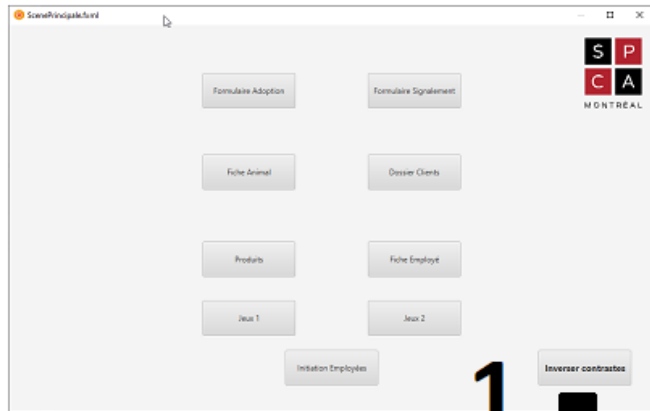 ScenePrincipale.fxml
S P
C A
MONTRÉAL
Formulaire Adoption
Formulaire Signalement
Fiche Animal
Dossier Clients
Produits
Fiche Employé
Jeux 1
Jeux 2
Initiation Employées
1
Inverser contrastes